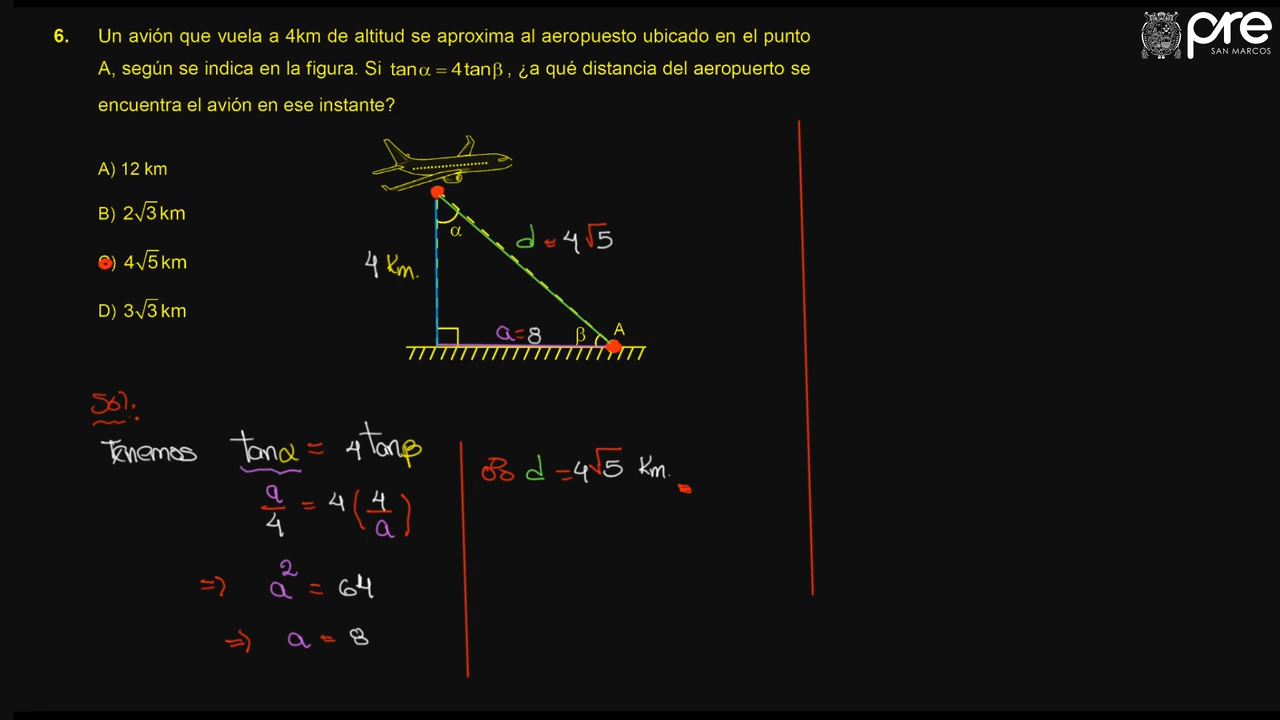 pre
SAN MARCOS
6. Un avión que vuela a 4km de altitud se aproxima al aeropuesto ubicado en el punto
A, según se indica en la figura. Si tanα = 4tanβ, ¿a qué distancia del aeropuerto se
encuentra el avión en ese instante?
A) 12 km
B) 2√3 km
C) 4√5 km
D) 3√3 km
α
d = 4√5
4 Km.
a = 8
β
A
Sol:
Tenemos tanα = 4tanβ
a/4 = 4(4/a)
⇒ a² = 64
⇒ a = 8
∴ d = 4√5 Km.